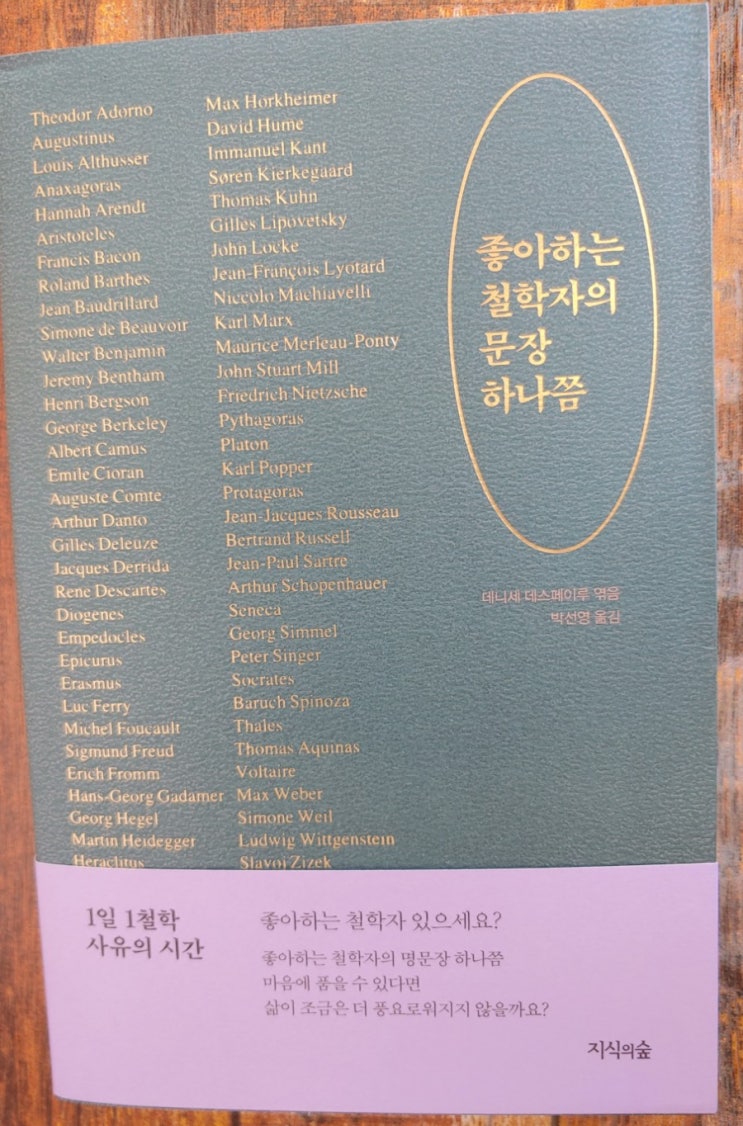 Theodor Adorno
Augustinus
Louis Althusser
Anaxagoras
Hannah Arendt
Aristoteles
Francis Bacon
Roland Barthes
Jean Baudrillard
Simone de Beauvoir
Walter Benjamin
Jeremy Bentham
Henri Bergson
George Berkeley
Albert Camus
Emile Cioran
Auguste Comte
Arthur Danto
Gilles Deleuze
Jacques Derrida
Rene Descartes
Diogenes
Empedocles
Epicurus
Erasmus
Luc Ferry
Michel Foucault
Sigmund Freud
Erich Fromm
Hans-Georg Gadamer
Georg Hegel
Martin Heidegger
Heraclitus
Max Horkheimer
David Hume
Immanuel Kant
Søren Kierkegaard
Thomas Kuhn
Gilles Lipovetsky
John Locke
Jean-François Lyotard
Niccolo Machiavelli
Karl Marx
Maurice Merleau-Ponty
John Stuart Mill
Friedrich Nietzsche
Pythagoras
Platon
Karl Popper
Protagoras
Jean-Jacques Rousseau
Bertrand Russell
Jean-Paul Sartre
Arthur Schopenhauer
Seneca
Georg Simmel
Peter Singer
Socrates
Baruch Spinoza
Thales
Thomas Aquinas
Voltaire
Max Weber
Simone Weil
Ludwig Wittgenstein
Slavoj Zizek
좋아하는
철학자의
문장
하나쯤
데니세 데스페이루 엮음
박선영 옮김
1일 1철학
사유의 시간
좋아하는 철학자 있으세요?
좋아하는 철학자의 명문장 하나쯤
마음에 품을 수 있다면
삶이 조금은 더 풍요로워지지 않을까요?
지식의숲